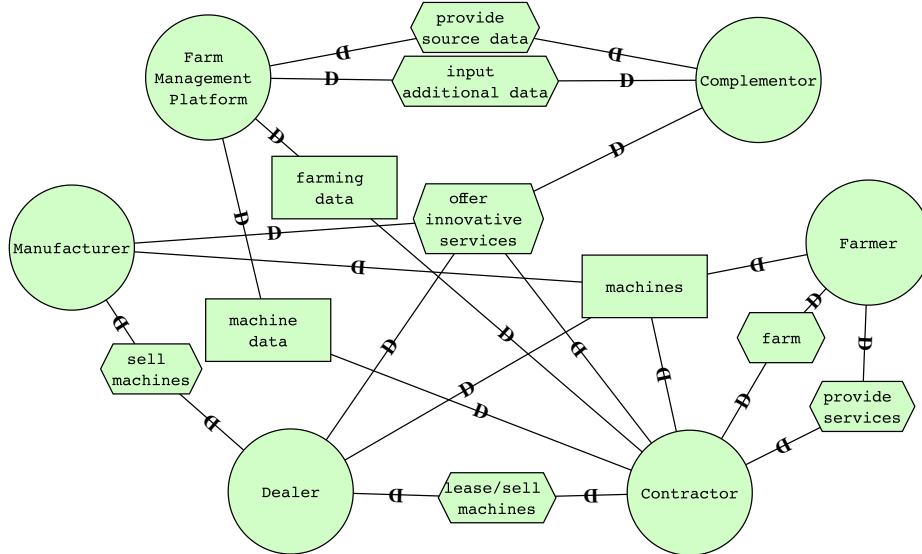 provide
source data
D
D
Farm
Management
Platform
input
additional data
D
D
Complementor
D
D
farming
data
offer
innovative
services
D
D
Manufacturer
Farmer
D
D
machines
machine
data
D
farm
D
D
D
D
sell
machines
D
D
D
D
provide
services
D
D
D
Dealer
D
lease/sell
machines
D
Contractor